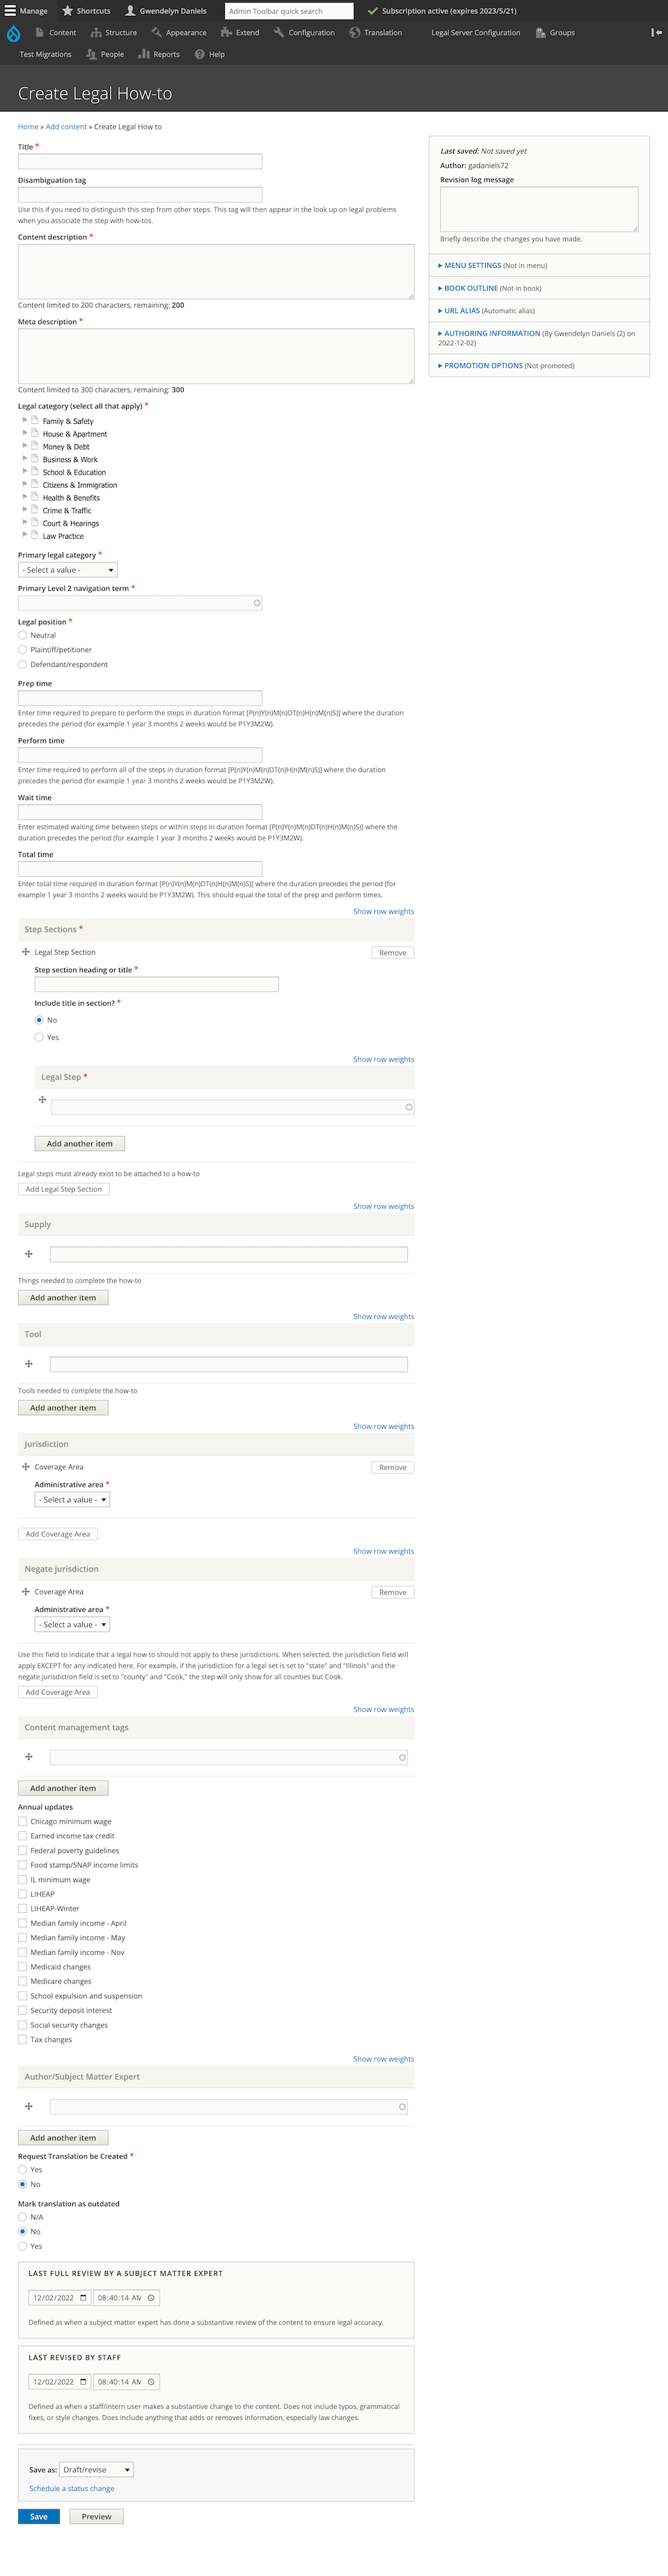 Manage Shortcuts Gwendelyn Daniels Admin Toolbar quick search Subscription active (expires 2023/5/21)
Content Structure Appearance Extend Configuration Translation Legal Server Configuration Groups
Test Migrations People Reports Help
Create Legal How-to
Home » Add content » Create Legal How to
Title *
Disambiguation tag
Use this if you need to distinguish this step from other steps. This tag will then appear in the look up on legal problems
when you associate the step with how-tos.
Content description *
Content limited to 200 characters, remaining: 200
Meta description *
Content limited to 300 characters, remaining: 300
Legal category (select all that apply) *
Family & Safety
House & Apartment
Money & Debt
Business & Work
School & Education
Citizens & Immigration
Health & Benefits
Crime & Traffic
Court & Hearings
Law Practice
Primary legal category *
- Select a value -
Primary Level 2 navigation term *
Legal position *
Neutral
Plaintiff/petitioner
Defendant/respondent
Prep time
Enter time required to prepare to perform the steps in duration format [P(n)Y(n)M(n)DT(n)H(n)M(n)S)] where the duration
precedes the period (for example 1 year 3 months 2 weeks would be P1Y3M2W).
Perform time
Enter time required to perform all of the steps in duration format [P(n)Y(n)M(n)DT(n)H(n)M(n)S)] where the duration
precedes the period (for example 1 year 3 months 2 weeks would be P1Y3M2W).
Wait time
Enter estimated waiting time between steps or within steps in duration format [P(n)Y(n)M(n)DT(n)H(n)M(n)S)] where the
duration precedes the period (for example 1 year 3 months 2 weeks would be P1Y3M2W).
Total time
Enter total time required in duration format [P(n)Y(n)M(n)DT(n)H(n)M(n)S)] where the duration precedes the period (for
example 1 year 3 months 2 weeks would be P1Y3M2W). This should equal the total of the prep and perform times.
Show row weights
Step Sections *
Legal Step Section Remove
Step section heading or title *
Include title in section? *
No
Yes
Show row weights
Legal Step *
Add another item
Legal steps must already exist to be attached to a how-to
Add Legal Step Section
Show row weights
Supply
Things needed to complete the how-to
Add another item
Show row weights
Tool
Tools needed to complete the how-to
Add another item
Show row weights
Jurisdiction
Coverage Area Remove
Administrative area *
- Select a value -
Add Coverage Area
Show row weights
Negate jurisdiction
Coverage Area Remove
Administrative area *
- Select a value -
Use this field to indicate that a legal how to should not apply to these jurisdictions. When selected, the jurisdiction field will
apply EXCEPT for any indicated here. For example, if the jurisdiction for a legal set is set to "state" and "Illinois" and the
negate jurisdiction field is set to "county" and "Cook," the step will only show for all counties but Cook.
Add Coverage Area
Show row weights
Content management tags
Add another item
Annual updates
Chicago minimum wage
Earned income tax credit
Federal poverty guidelines
Food stamp/SNAP income limits
IL minimum wage
LIHEAP
LIHEAP-Winter
Median family income - April
Median family income - May
Median family income - Nov
Medicaid changes
Medicare changes
School expulsion and suspension
Security deposit interest
Social security changes
Tax changes
Show row weights
Author/Subject Matter Expert
Add another item
Request Translation be Created *
Yes
No
Mark translation as outdated
N/A
No
Yes
LAST FULL REVIEW BY A SUBJECT MATTER EXPERT
12/02/2022 08:40:14 AM
Defined as when a subject matter expert has done a substantive review of the content to ensure legal accuracy.
LAST REVISED BY STAFF
12/02/2022 08:40:14 AM
Defined as when a staff/intern user makes a substantive change to the content. Does not include typos, grammatical
fixes, or style changes. Does include anything that adds or removes information, especially law changes.
Save as: Draft/revise
Schedule a status change
Save Preview
Last saved: Not saved yet
Author: gadaniels72
Revision log message
Briefly describe the changes you have made.
MENU SETTINGS (Not in menu)
BOOK OUTLINE (Not in book)
URL ALIAS (Automatic alias)
AUTHORING INFORMATION (By Gwendelyn Daniels (2) on
2022-12-02)
PROMOTION OPTIONS (Not promoted)